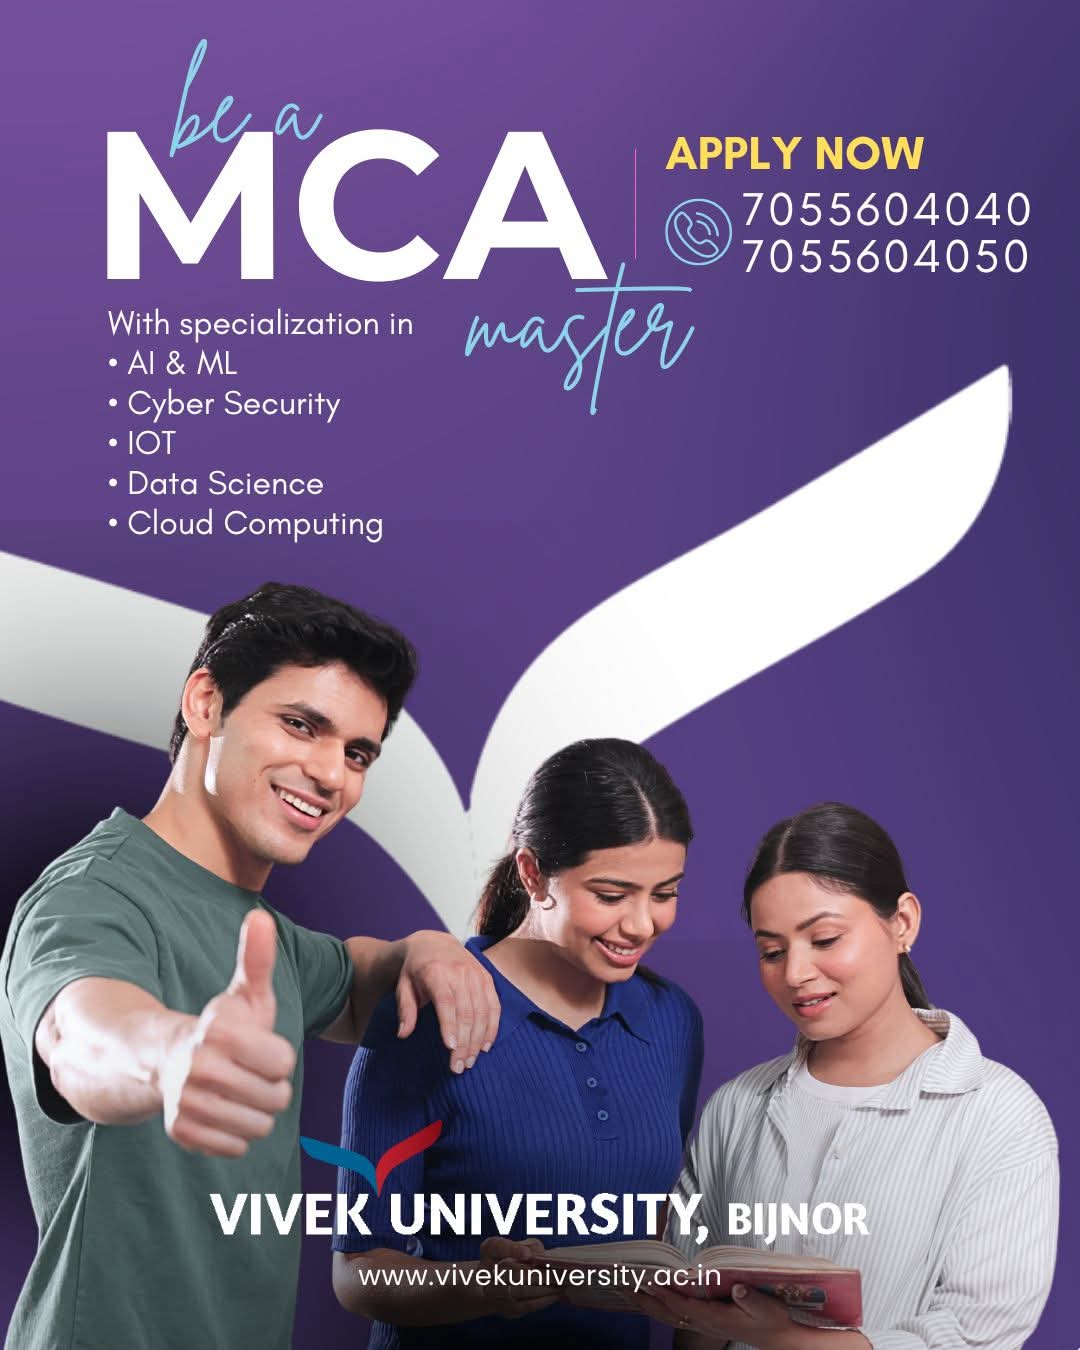 be a
MCA
master
APPLY NOW
7055604040
7055604050
With specialization in
• AI & ML
• Cyber Security
• IOT
• Data Science
• Cloud Computing
VIVEK UNIVERSITY, BIJNOR
www.vivekuniversity.ac.in